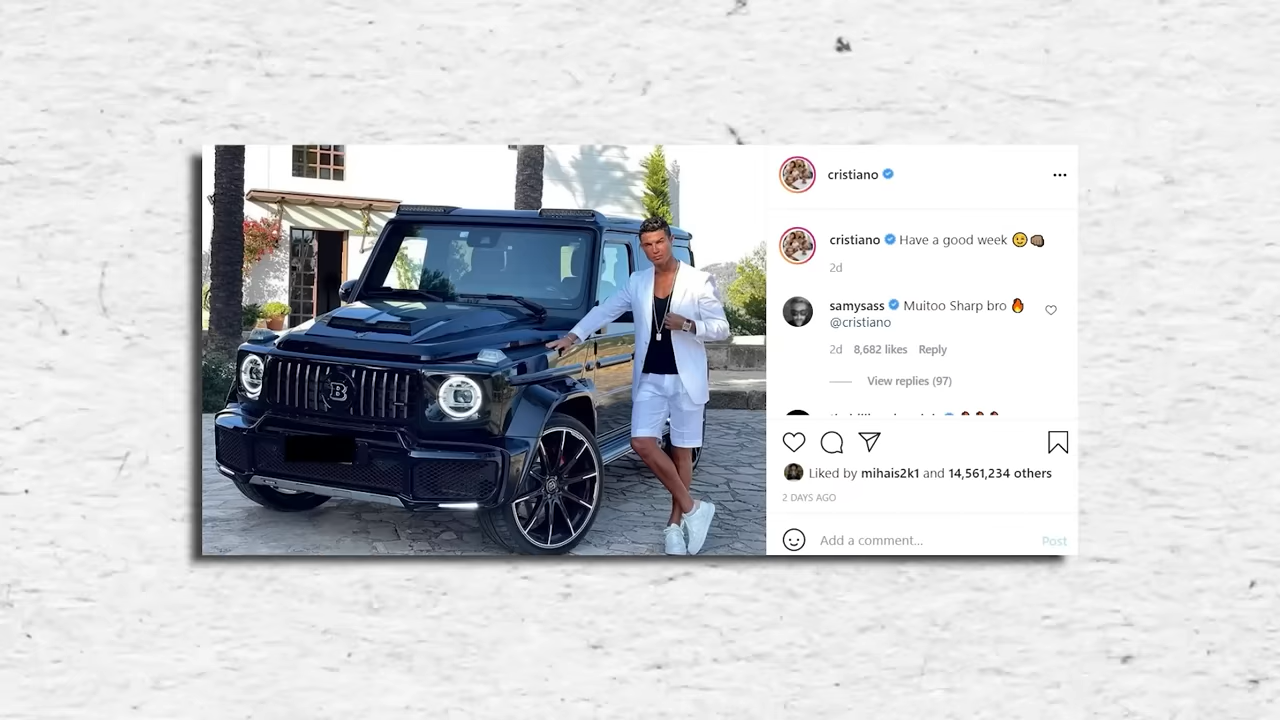 B
cristiano
cristiano Have a good week 😉👊🏽
2d
samysass Muitoo Sharp bro 🔥
@cristiano
2d 8,682 likes Reply
View replies (97)
Liked by mihais2k1 and 14,561,234 others
2 DAYS AGO
Add a comment... Post